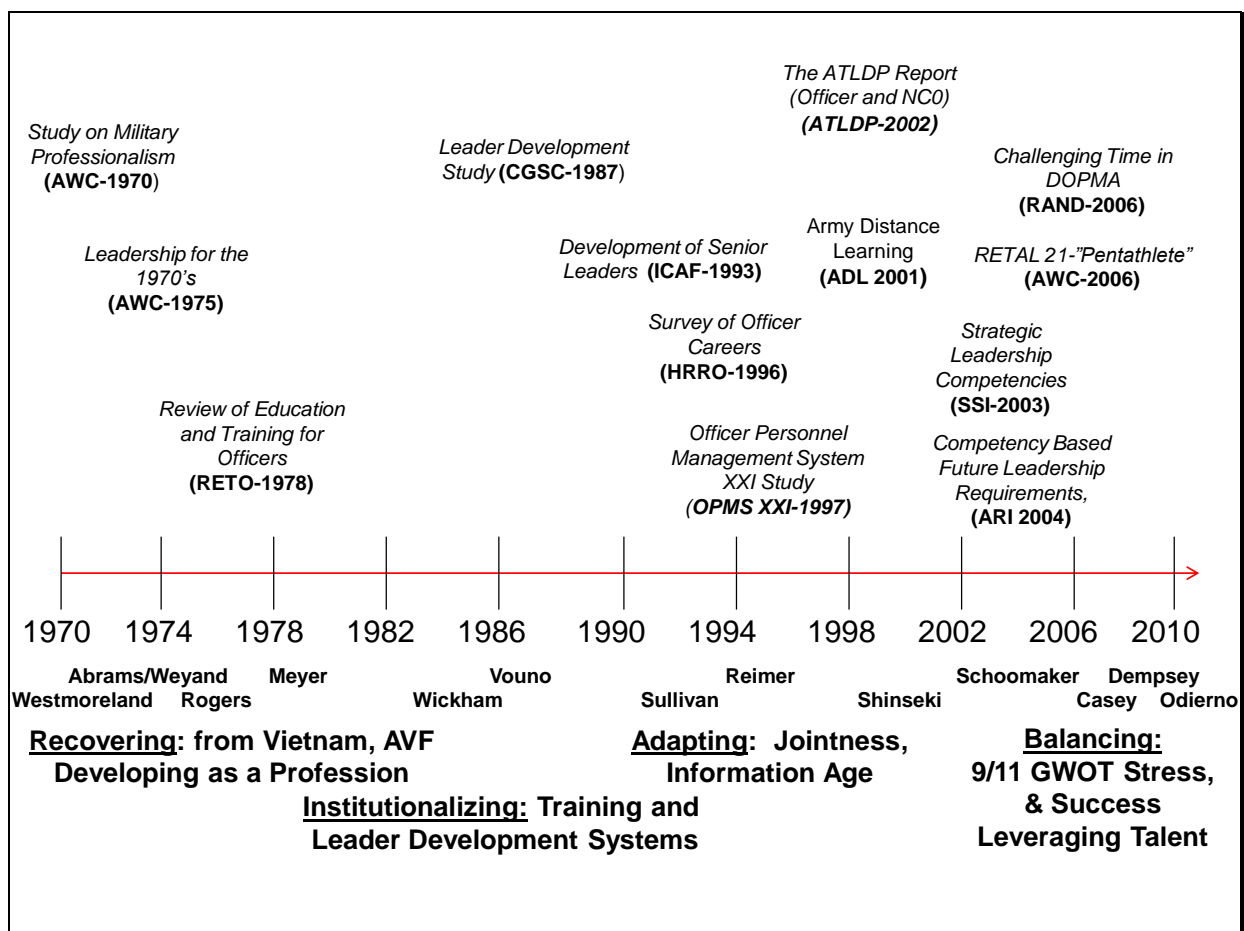 The ATLDP Report
(Officer and NC0)
(ATLDP-2002)
Study on Military
Professionalism
(AWC-1970)
Leader Development
Study (CGSC-1987)
Challenging Time in
DOPMA
(RAND-2006)
Leadership for the
1970's
(AWC-1975)
Development of Senior
Leaders (ICAF-1993)
Army Distance
Learning
(ADL 2001)
RETAL 21-"Pentathlete"
(AWC-2006)
Survey of Officer
Careers
(HRRO-1996)
Strategic
Leadership
Competencies
(SSI-2003)
Review of Education
and Training for
Officers
(RETO-1978)
Officer Personnel
Management System
XXI Study
(OPMS XXI-1997)
Competency Based
Future Leadership
Requirements,
(ARI 2004)
1970 1974 1978 1982 1986 1990 1994 1998 2002 2006 2010
Abrams/Weyand Meyer Vouno Reimer Schoomaker Dempsey
Westmoreland Rogers Wickham Sullivan Shinseki Casey Odierno
Recovering: from Vietnam, AVF
Developing as a Profession
Institutionalizing: Training and
Leader Development Systems
Adapting: Jointness,
Information Age
Balancing:
9/11 GWOT Stress,
& Success
Leveraging Talent